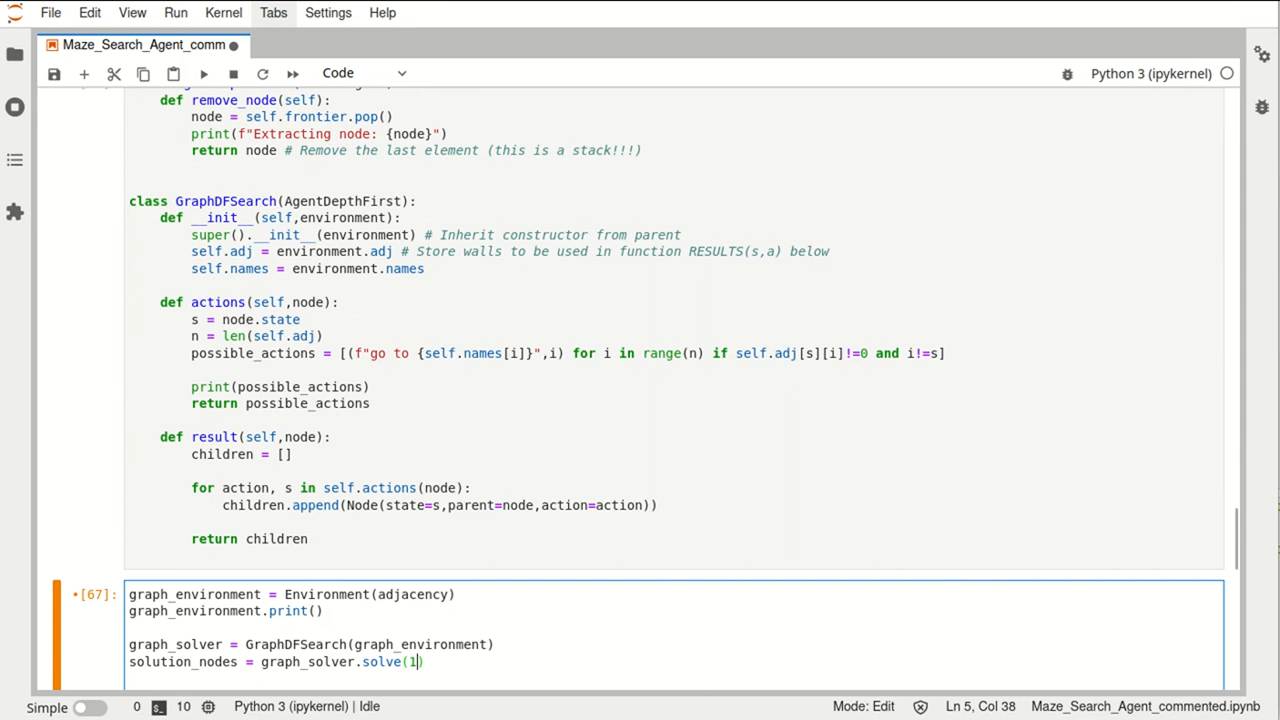 File Edit View Run Kernel Tabs Settings Help
Maze_Search_Agent_comm
Code
Python 3 (ipykernel)
def remove_node(self):
node = self.frontier.pop()
print(f"Extracting node: {node}")
return node # Remove the last element (this is a stack!!!)
class GraphDFSearch(AgentDepthFirst):
def __init__(self,environment):
super().__init__(environment) # Inherit constructor from parent
self.adj = environment.adj # Store walls to be used in function RESULTS(s,a) below
self.names = environment.names
def actions(self,node):
s = node.state
n = len(self.adj)
possible_actions = [(f"go to {self.names[i]}",i) for i in range(n) if self.adj[s][i]!=0 and i!=s]
print(possible_actions)
return possible_actions
def result(self,node):
children = []
for action, s in self.actions(node):
children.append(Node(state=s,parent=node,action=action))
return children
[67]:
graph_environment = Environment(adjacency)
graph_environment.print()
graph_solver = GraphDFSearch(graph_environment)
solution_nodes = graph_solver.solve(1)
Simple 0 10 Python 3 (ipykernel) | Idle Mode: Edit Ln 5, Col 38 Maze_Search_Agent_commented.ipynb